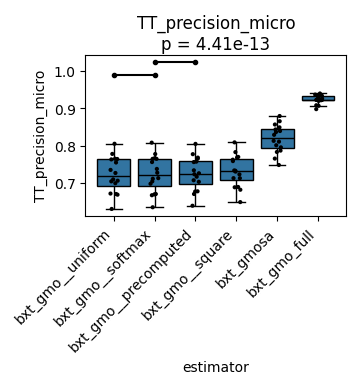 TT_precision_micro
p = 4.41e-13
TT_precision_micro
1.0
0.9
0.8
0.7
bxt_gmo__uniform
bxt_gmo__softmax
bxt_gmo__precomputed
bxt_gmo__square
bxt_gmosa
bxt_gmo_full
estimator